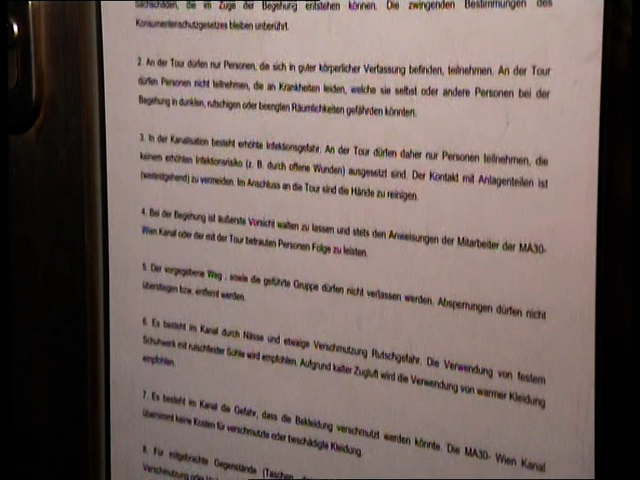 Sachschäden, die im Zuge der Begehung entstehen können. Die zwingenden Bestimmungen des
Konsumentenschutzgesetzes bleiben unberührt.
2. An der Tour dürfen nur Personen, die sich in guter körperlicher Verfassung befinden, teilnehmen. An der Tour
dürfen Personen nicht teilnehmen, die an Krankheiten leiden, welche sie selbst oder andere Personen bei der
Begehung in dunklen, rutschigen oder beengten Räumlichkeiten gefährden könnten.
3. In der Kanalisation besteht erhöhte Infektionsgefahr. An der Tour dürfen daher nur Personen teilnehmen, die
keinem erhöhten Infektionsrisiko (z. B. durch offene Wunden) ausgesetzt sind. Der Kontakt mit Anlagenteilen ist
(weitestgehend) zu vermeiden. Im Anschluss an die Tour sind die Hände zu reinigen.
4. Bei der Begehung ist äußerste Vorsicht walten zu lassen und stets den Anweisungen der Mitarbeiter der MA30-
Wien Kanal oder der mit der Tour betrauten Personen Folge zu leisten.
5. Der vorgegebene Weg , sowie die geführte Gruppe dürfen nicht verlassen werden. Absperrungen dürfen nicht
überstiegen bzw. entfernt werden.
6. Es besteht im Kanal durch Nässe und etwaige Verschmutzung Rutschgefahr. Die Verwendung von festem
Schuhwerk mit rutschfester Sohle wird empfohlen. Aufgrund kalter Zugluft wird die Verwendung von warmer Kleidung
empfohlen.
7. Es besteht im Kanal die Gefahr, dass die Bekleidung verschmutzt werden könnte. Die MA30- Wien Kanal
übernimmt keine Kosten für verschmutzte oder beschädigte Kleidung.
8. Für mitgebrachte Gegenstände (Taschen,
Verschmutzung oder